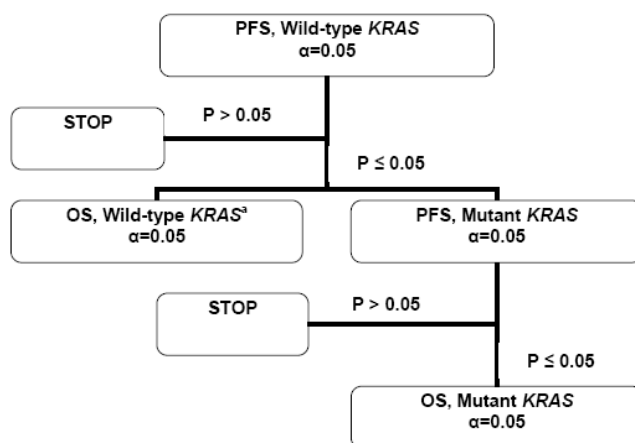 PFS, Wild-type KRAS
α=0.05
STOP
P > 0.05
P ≤ 0.05
OS, Wild-type KRASᵃ
α=0.05
PFS, Mutant KRAS
α=0.05
STOP
P > 0.05
P ≤ 0.05
OS, Mutant KRAS
α=0.05